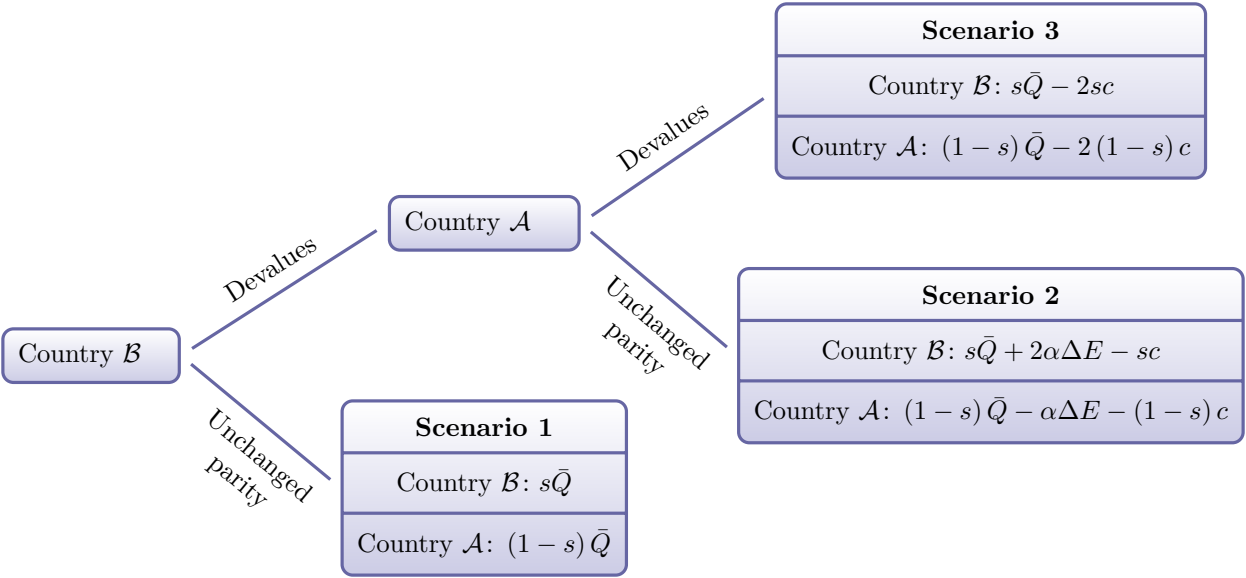 Scenario 3
Country ℬ: sQ̄ − 2sc
Country 𝒜: (1 − s) Q̄ − 2 (1 − s) c
Devalues
Country 𝒜
Devalues
Unchanged
parity
Scenario 2
Country ℬ: sQ̄ + 2αΔE − sc
Country 𝒜: (1 − s) Q̄ − αΔE − (1 − s) c
Country ℬ
Unchanged
parity
Scenario 1
Country ℬ: sQ̄
Country 𝒜: (1 − s) Q̄